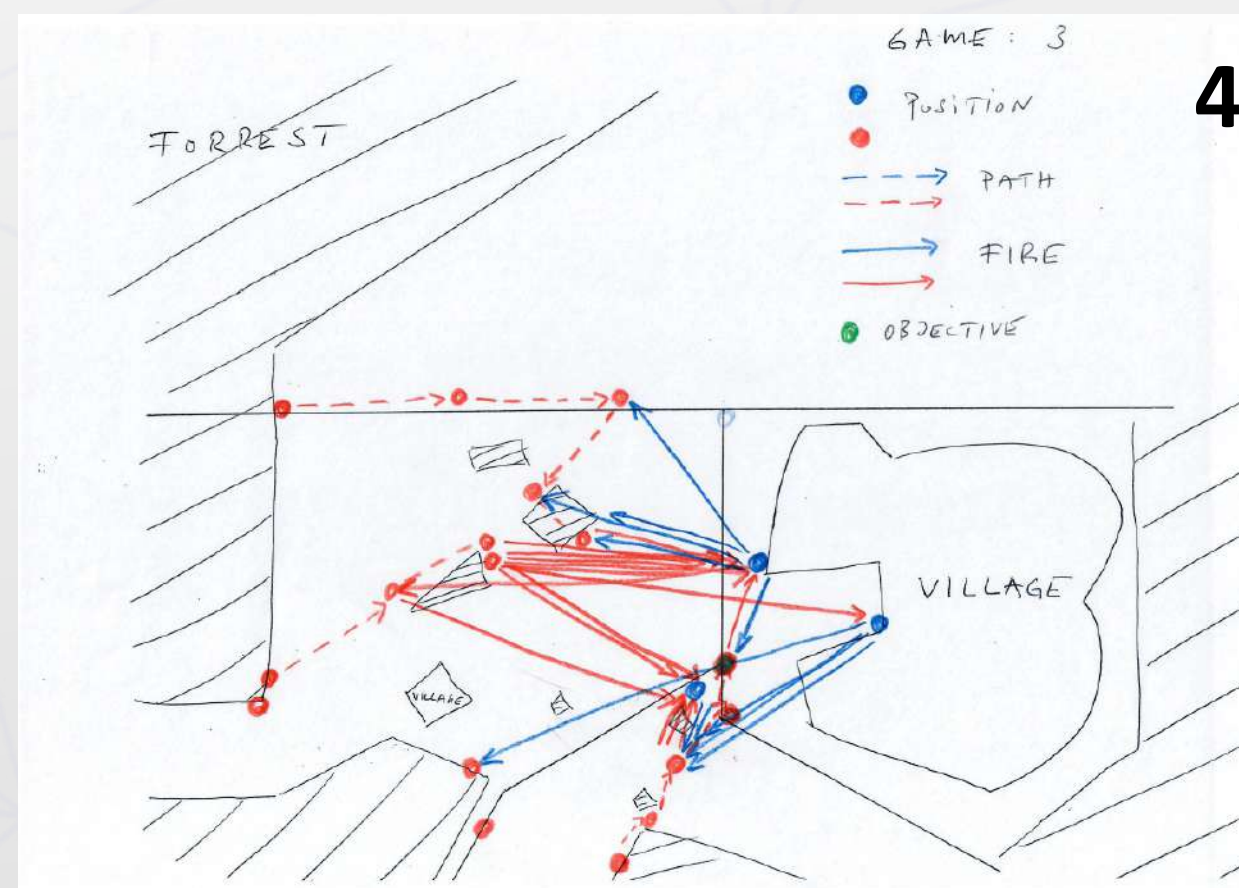 GAME : 3
4
POSITION
FORREST
PATH
FIRE
OBJECTIVE
VILLAGE
VILLAGE